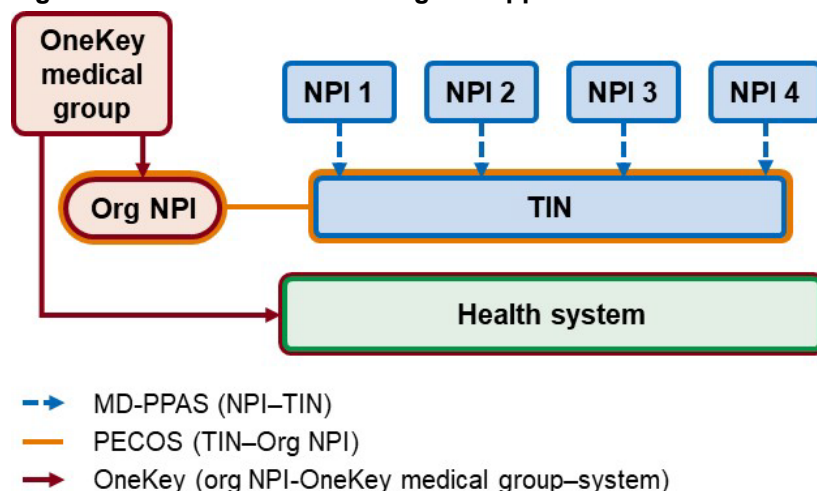 OneKey
medical
group
NPI 1
NPI 2
NPI 3
NPI 4
Org NPI
TIN
Health system
MD-PPAS (NPI–TIN)
PECOS (TIN–Org NPI)
OneKey (org NPI-OneKey medical group–system)